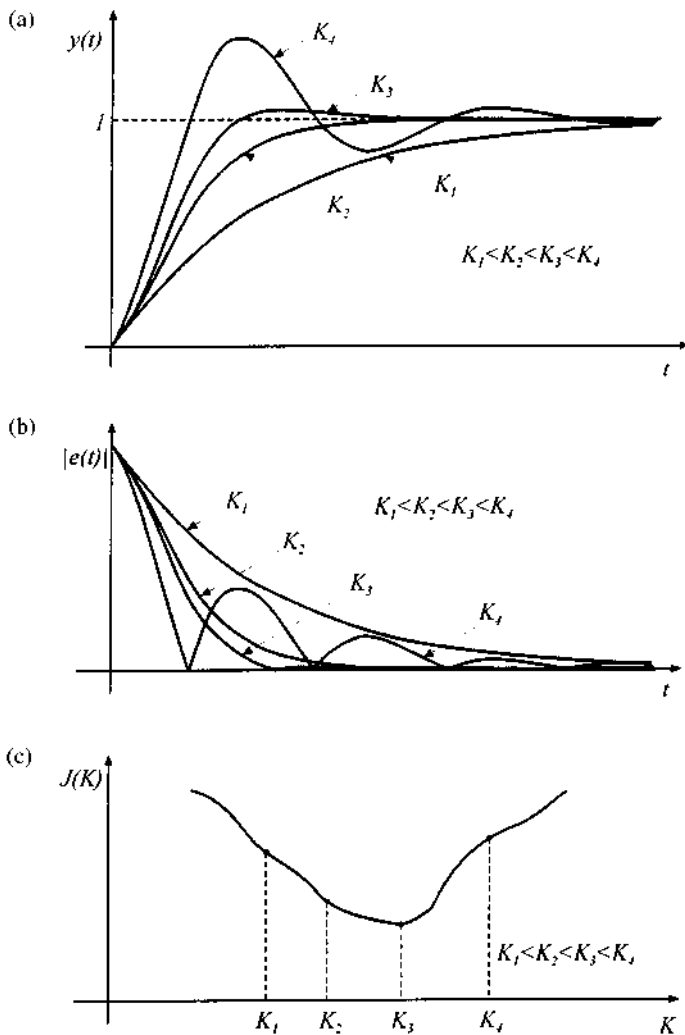 (a)
y(t)
K4
K3
1
K1
K2
K1<K2<K3<K4
t
(b)
|e(t)|
K1
K1<K2<K3<K4
K2
K3
K4
t
(c)
J(K)
K1<K2<K3<K4
K1 K2 K3 K4 K